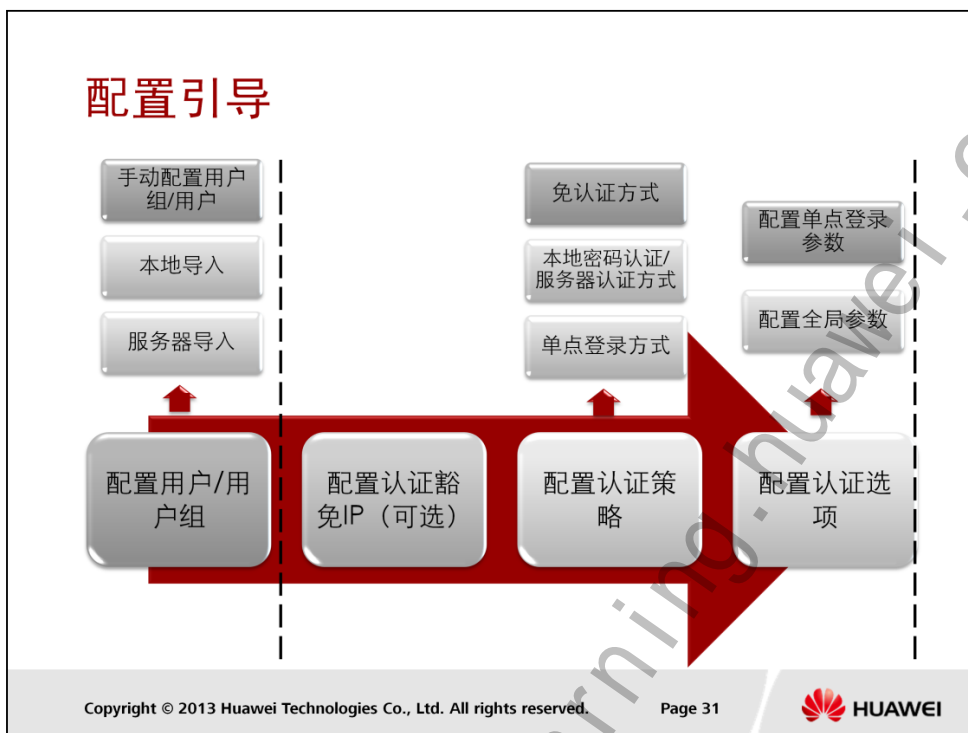 配置引导
手动配置用户
组/用户
本地导入
服务器导入
免认证方式
本地密码认证/
服务器认证方式
单点登录方式
配置单点登录
参数
配置全局参数
配置用户/用
户组
配置认证豁
免IP（可选）
配置认证策
略
配置认证选
项
Copyright © 2013 Huawei Technologies Co., Ltd. All rights reserved.
Page 31
HUAWEI
rning.huawei.